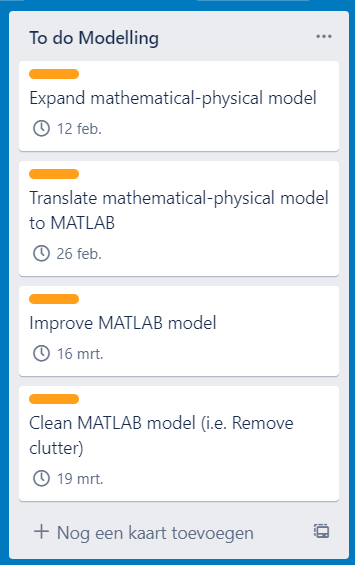 To do Modelling
Expand mathematical-physical model
12 feb.
Translate mathematical-physical model
to MATLAB
26 feb.
Improve MATLAB model
16 mrt.
Clean MATLAB model (i.e. Remove
clutter)
19 mrt.
Nog een kaart toevoegen